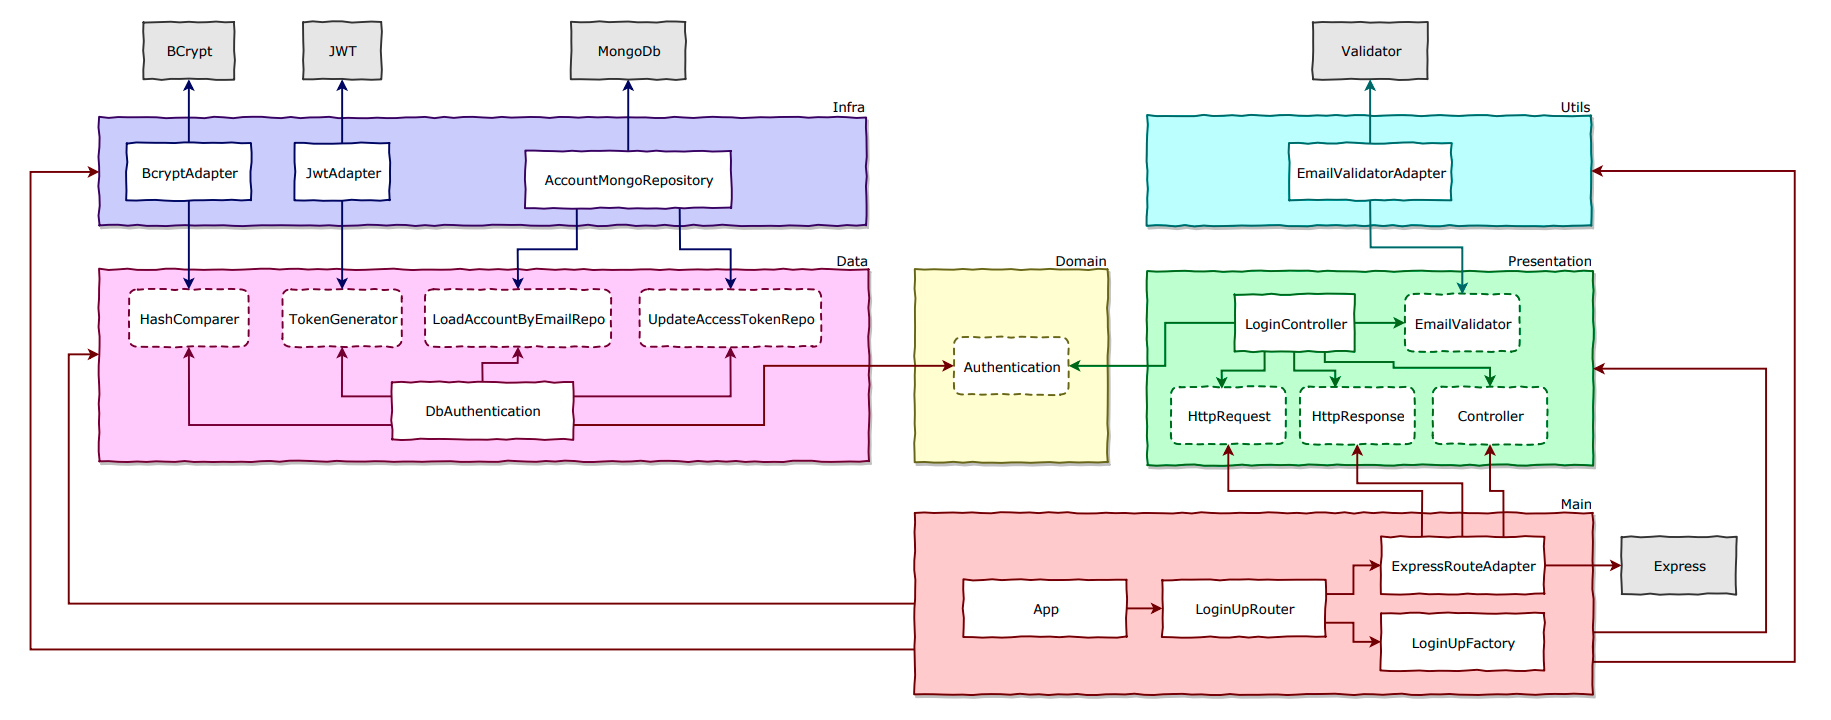 BCrypt
JWT
MongoDb
Validator
Infra
Utils
BcryptAdapter
JwtAdapter
AccountMongoRepository
EmailValidatorAdapter
Data
Domain
Presentation
HashComparer
TokenGenerator
LoadAccountByEmailRepo
UpdateAccessTokenRepo
LoginController
EmailValidator
Authentication
DbAuthentication
HttpRequest
HttpResponse
Controller
Main
ExpressRouteAdapter
Express
App
LoginUpRouter
LoginUpFactory